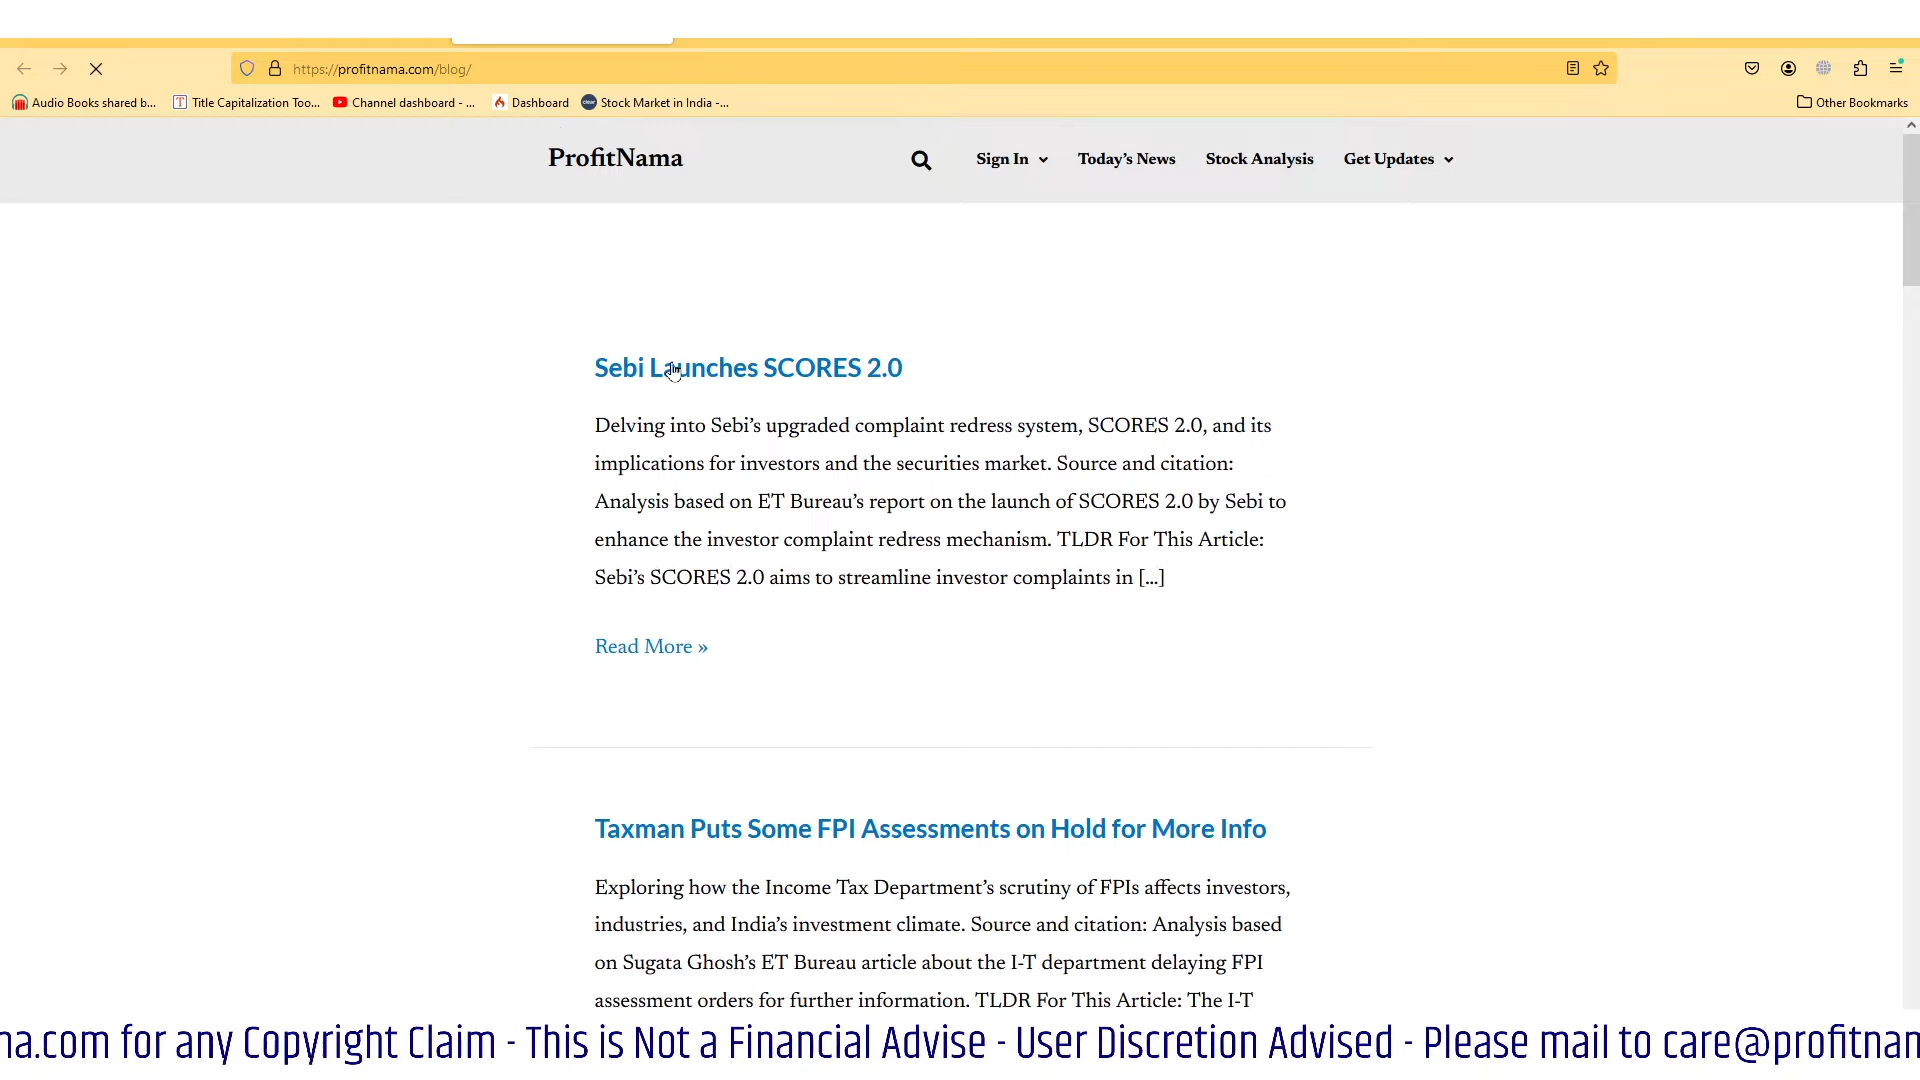 https://profitnama.com/blog/
Audio Books shared b... Title Capitalization Too... Channel dashboard - ... Dashboard Stock Market in India -... Other Bookmarks
ProfitNama Sign In Today’s News Stock Analysis Get Updates
Sebi Launches SCORES 2.0
Delving into Sebi’s upgraded complaint redress system, SCORES 2.0, and its
implications for investors and the securities market. Source and citation:
Analysis based on ET Bureau’s report on the launch of SCORES 2.0 by Sebi to
enhance the investor complaint redress mechanism. TLDR For This Article:
Sebi’s SCORES 2.0 aims to streamline investor complaints in [...]
Read More »
Taxman Puts Some FPI Assessments on Hold for More Info
Exploring how the Income Tax Department’s scrutiny of FPIs affects investors,
industries, and India’s investment climate. Source and citation: Analysis based
on Sugata Ghosh’s ET Bureau article about the I-T department delaying FPI
assessment orders for further information. TLDR For This Article: The I-T
na.com for any Copyright Claim - This is Not a Financial Advise - User Discretion Advised - Please mail to care@profitnam